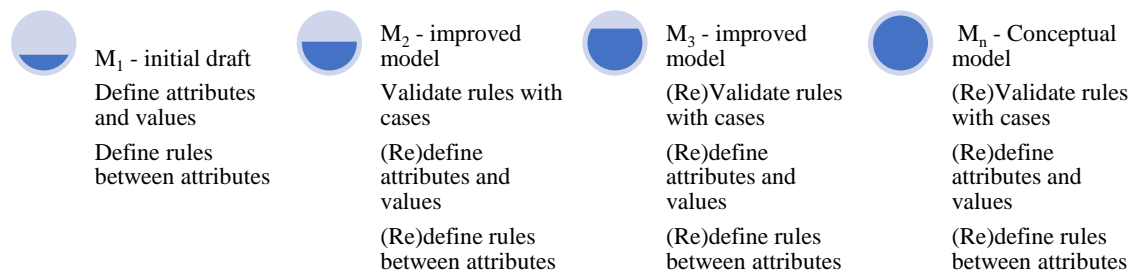 M₁ - initial draft
Define attributes
and values
Define rules
between attributes
M₂ - improved
model
Validate rules with
cases
(Re)define
attributes and
values
(Re)define rules
between attributes
M₃ - improved
model
(Re)Validate rules
with cases
(Re)define
attributes and
values
(Re)define rules
between attributes
Mₙ - Conceptual
model
(Re)Validate rules
with cases
(Re)define
attributes and
values
(Re)define rules
between attributes